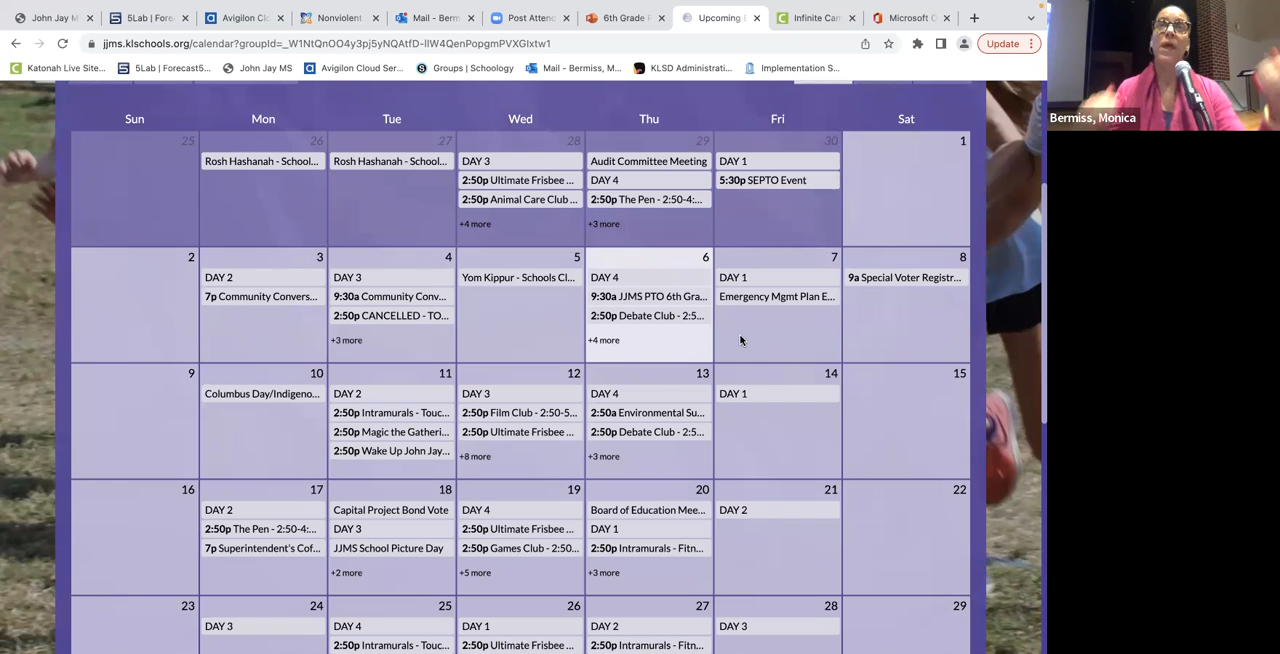 John Jay M
5Lab | Fore
Avigilon Cl
Nonviolent
Mail - Berm
Post Atten
6th Grade F
Upcoming
Infinite Cam
Microsoft O
jjms.klschools.org/calendar?groupId=_W1NtQnOO4y3pj5yNQAtfD-lIW4QenPopgmPVXGlxtw1
Update
Katonah Live Site...
5Lab | Forecast5...
John Jay MS
Avigilon Cloud Ser...
Groups | Schoology
Mail - Bermiss, M...
KLSD Administrati...
Implementation S...
Bermiss, Monica
Sun Mon Tue Wed Thu Fri Sat
25 26 27 28 29 30 1
Rosh Hashanah - School...
Rosh Hashanah - School...
DAY 3
2:50p Ultimate Frisbee ...
2:50p Animal Care Club ...
+4 more
Audit Committee Meeting
DAY 4
2:50p The Pen - 2:50-4:...
+3 more
DAY 1
5:30p SEPTO Event
2 3 4 5 6 7 8
DAY 2
7p Community Convers...
DAY 3
9:30a Community Conv...
2:50p CANCELLED - TO...
+3 more
Yom Kippur - Schools Cl...
DAY 4
9:30a JJMS PTO 6th Gra...
2:50p Debate Club - 2:5...
+4 more
DAY 1
Emergency Mgmt Plan E...
9a Special Voter Registr...
9 10 11 12 13 14 15
Columbus Day/Indigeno...
DAY 2
2:50p Intramurals - Touc...
2:50p Magic the Gatheri...
2:50p Wake Up John Jay...
DAY 3
2:50p Film Club - 2:50-5...
2:50p Ultimate Frisbee ...
+8 more
DAY 4
2:50a Environmental Su...
2:50p Debate Club - 2:5...
+3 more
DAY 1
16 17 18 19 20 21 22
DAY 2
2:50p The Pen - 2:50-4:...
7p Superintendent's Cof...
Capital Project Bond Vote
DAY 3
JJMS School Picture Day
+2 more
DAY 4
2:50p Ultimate Frisbee ...
2:50p Games Club - 2:50...
+5 more
Board of Education Mee...
DAY 1
2:50p Intramurals - Fitn...
+3 more
DAY 2
23 24 25 26 27 28 29
DAY 3
DAY 4
2:50p Intramurals - Touc...
DAY 1
2:50p Ultimate Frisbee ...
DAY 2
2:50p Intramurals - Fitn...
DAY 3